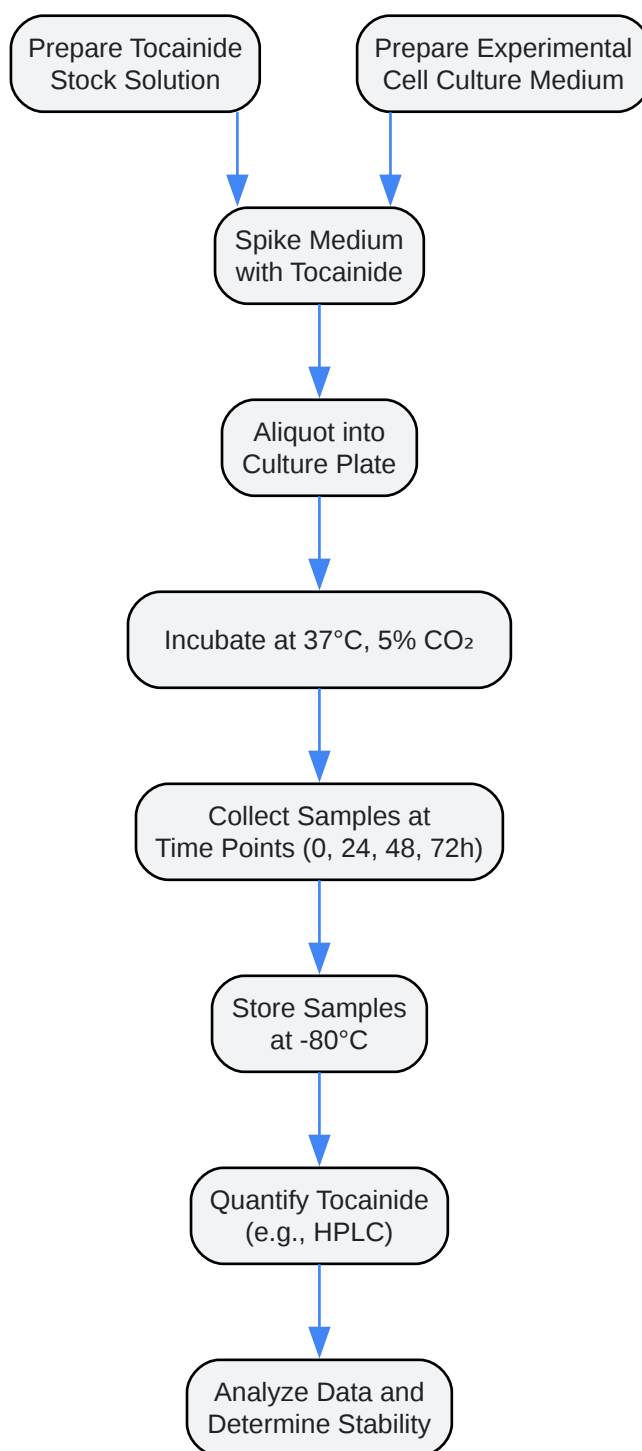 Prepare Tocainide
Stock Solution
Prepare Experimental
Cell Culture Medium
Spike Medium
with Tocainide
Aliquot into
Culture Plate
Incubate at 37°C, 5% CO₂
Collect Samples at
Time Points (0, 24, 48, 72h)
Store Samples
at -80°C
Quantify Tocainide
(e.g., HPLC)
Analyze Data and
Determine Stability